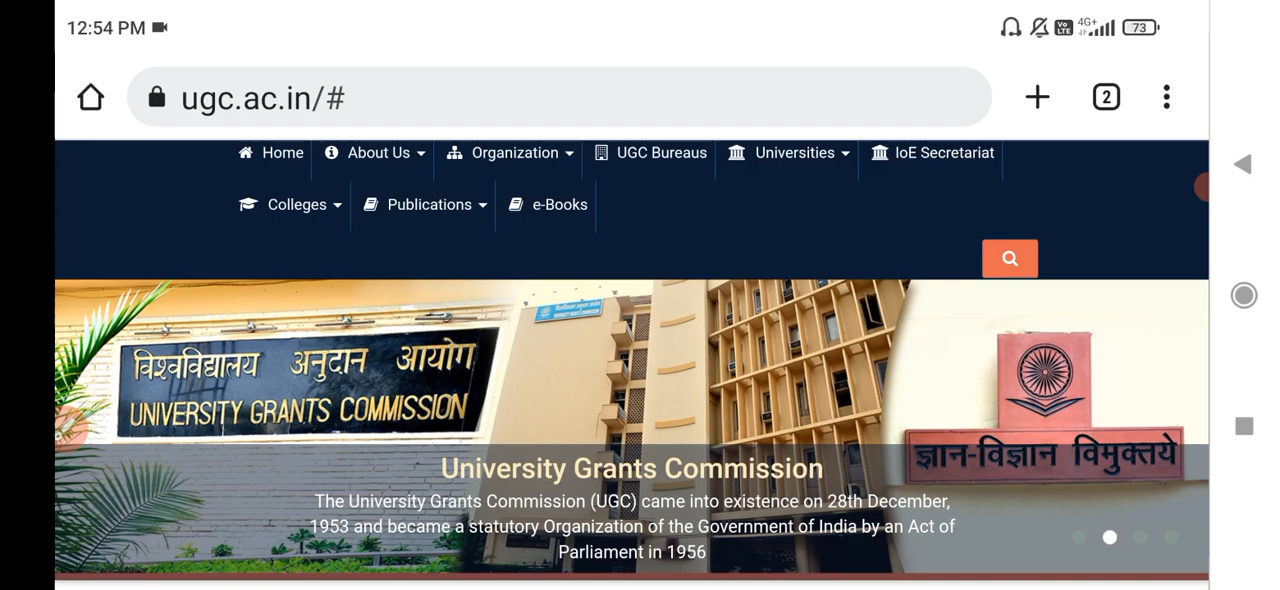 12:54 PM
Vo LTE 4G+ 73
ugc.ac.in/#
2
Home About Us Organization UGC Bureaus Universities IoE Secretariat
Colleges Publications e-Books
विश्वविद्यालय अनुदान आयोग
UNIVERSITY GRANTS COMMISSION
ज्ञान-विज्ञान विमुक्तये
University Grants Commission
The University Grants Commission (UGC) came into existence on 28th December,
1953 and became a statutory Organization of the Government of India by an Act of
Parliament in 1956